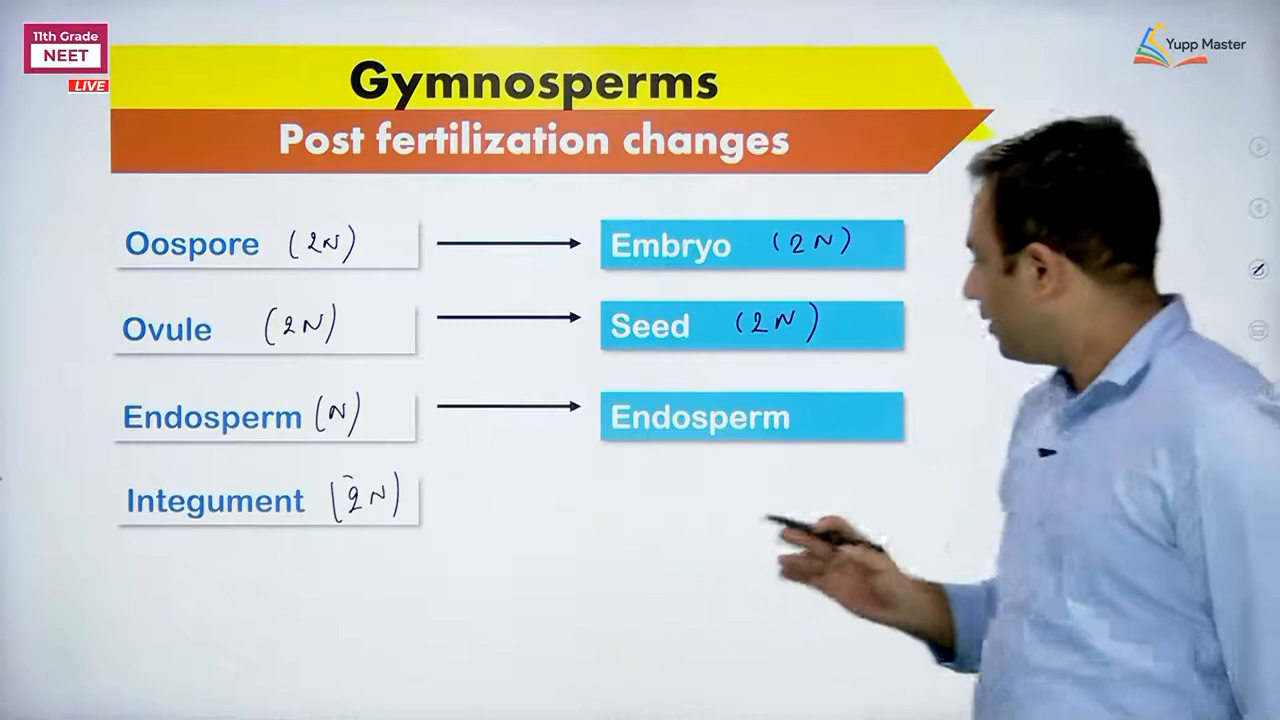 11th Grade
NEET
LIVE
Yupp Master
Gymnosperms
Post fertilization changes
Oospore (2N) Embryo (2N)
Ovule (2N) Seed (2N)
Endosperm (N) Endosperm
Integument (2N)